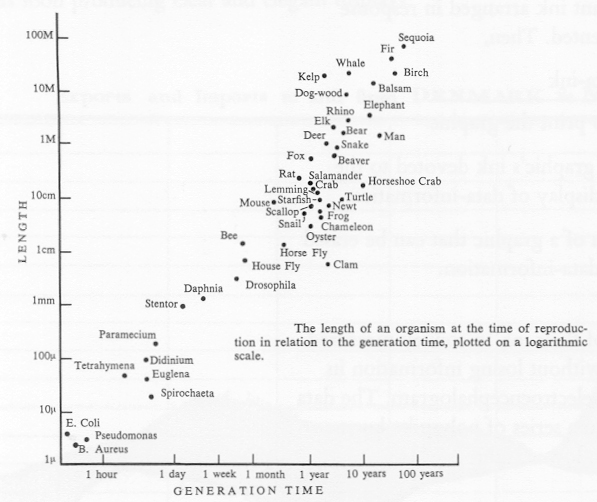 100M
10M
1M
10cm
1cm
1mm
100μ
10μ
1μ
LENGTH
Sequoia
Fir
Whale
Birch
Kelp
Balsam
Dog-wood
Elephant
Rhino
Elk
Bear
Man
Deer
Snake
Fox
Beaver
Rat
Salamander
Horseshoe Crab
Crab
Lemming
Starfish
Turtle
Mouse
Newt
Scallop
Frog
Snail
Chameleon
Oyster
Bee
Horse Fly
House Fly
Clam
Drosophila
Daphnia
Stentor
Paramecium
Didinium
Tetrahymena
Euglena
Spirochaeta
E. Coli
Pseudomonas
B. Aureus
The length of an organism at the time of reproduc-
tion in relation to the generation time, plotted on a logarithmic
scale.
1 hour
1 day
1 week
1 month
1 year
10 years
100 years
GENERATION TIME